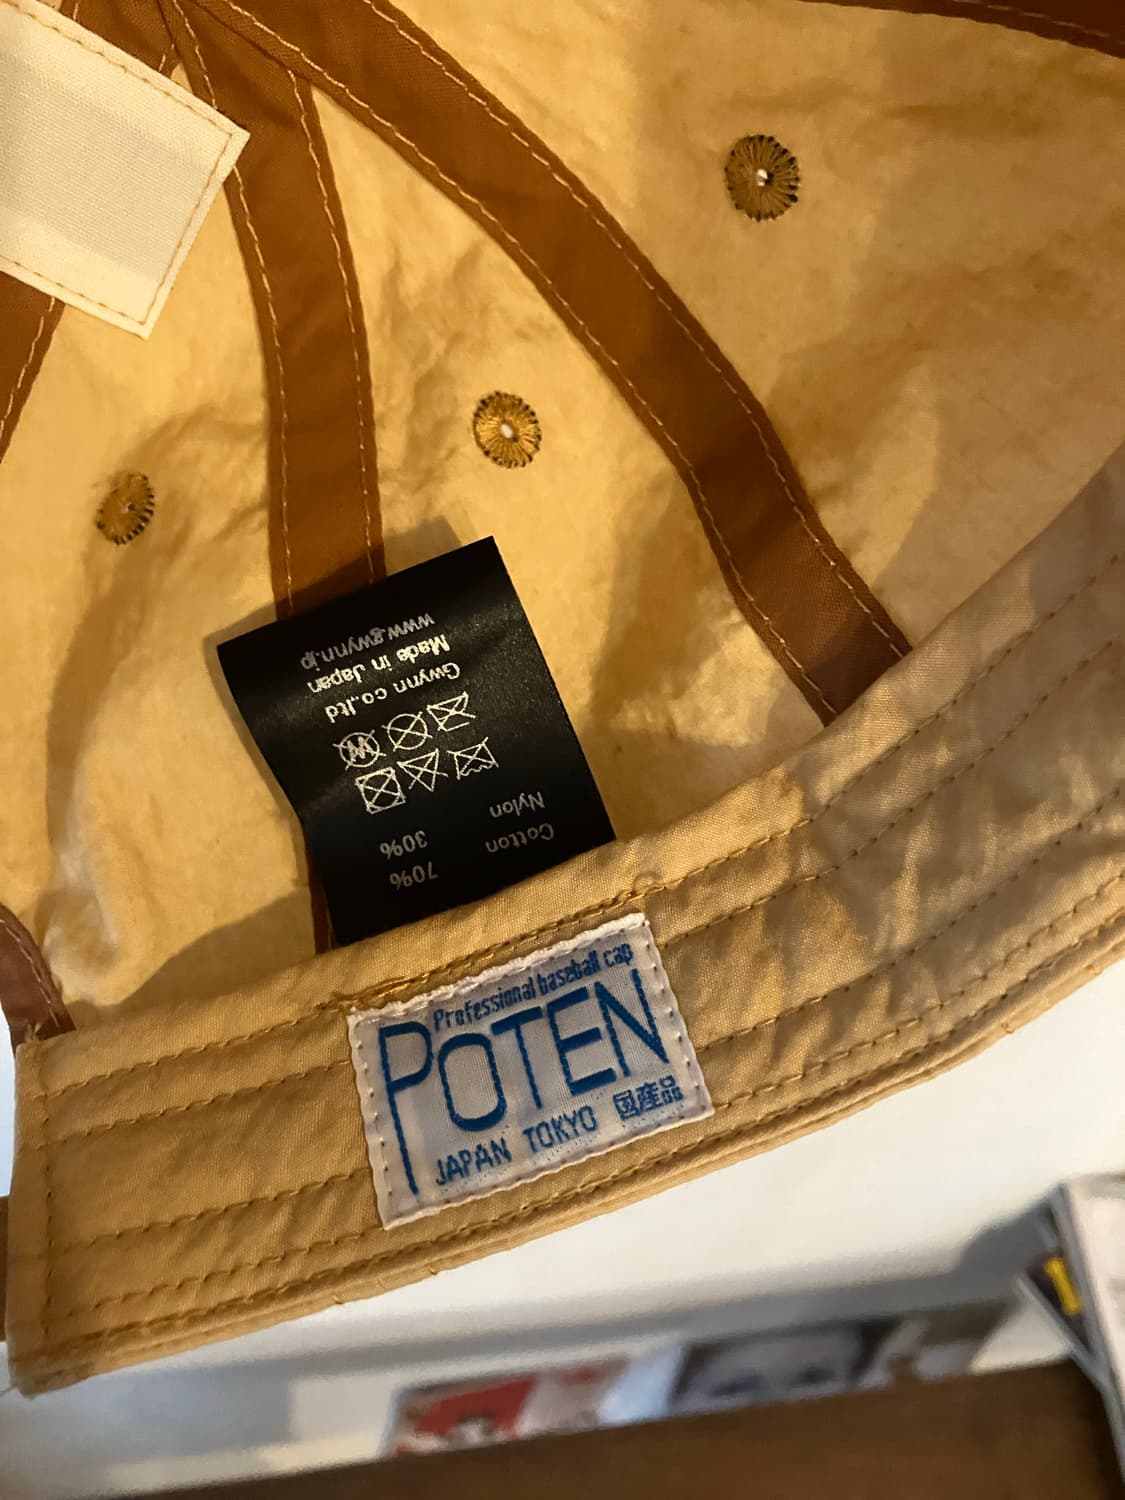 Professional baseball cap
POTEN
JAPAN TOKYO 国産品
Cotton 70%
Nylon 30%
W
Gwynn co.,ltd
Made in Japan
www.gwynn.jp